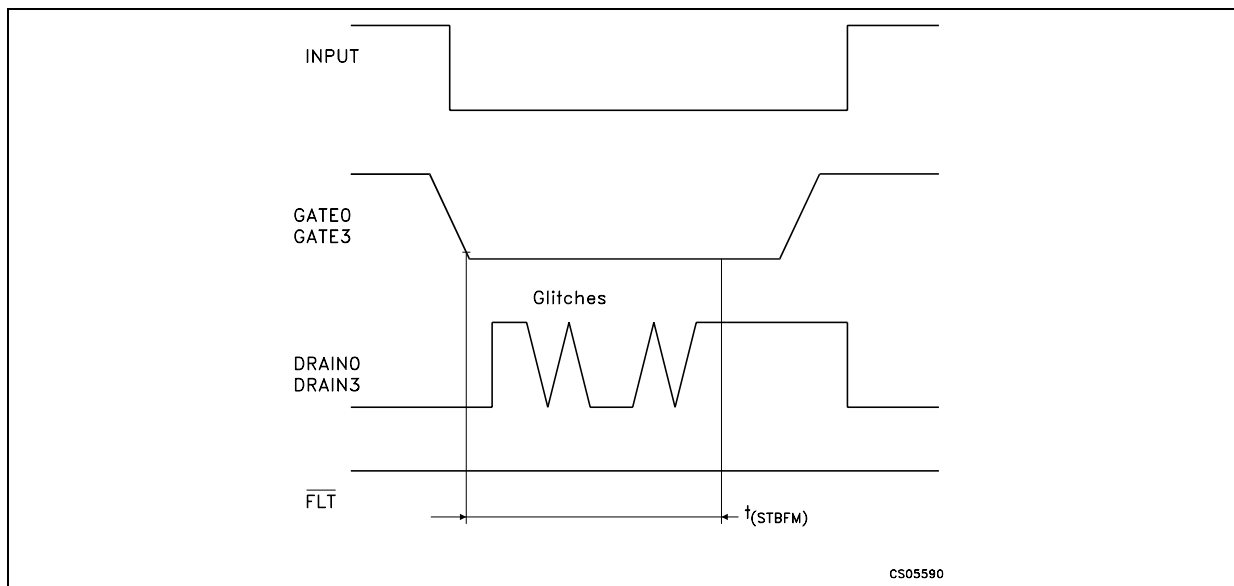 INPUT
GATE0
GATE3
Glitches
DRAIN0
DRAIN3
FLT
t(STBFM)
CS05590